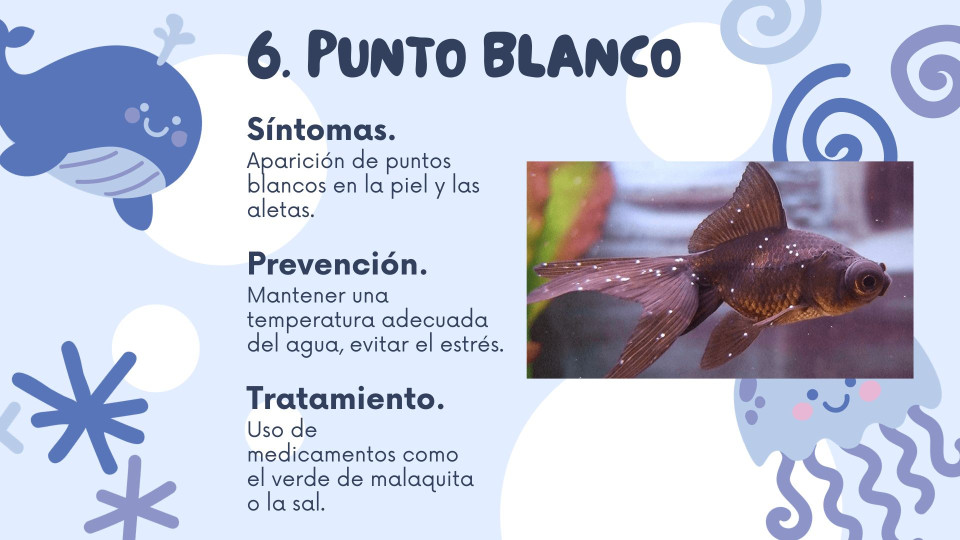 6. PUNTO BLANCO
Síntomas.
Aparición de puntos
blancos en la piel y las
aletas.
Prevención.
Mantener una
temperatura adecuada
del agua, evitar el estrés.
Tratamiento.
Uso de
medicamentos como
el verde de malaquita
o la sal.